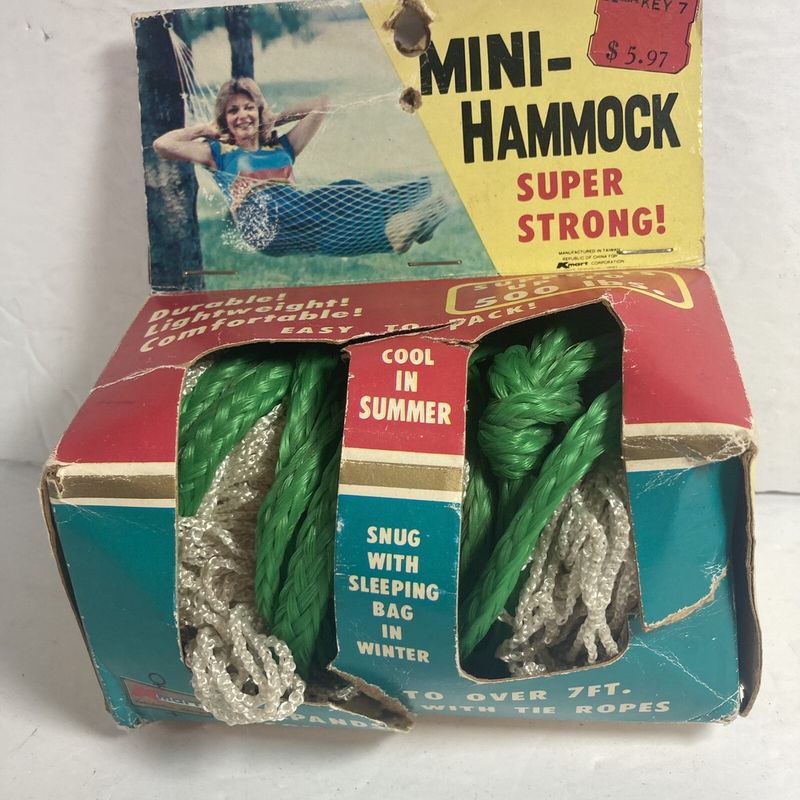 KEY 7
$ 5.97
MINI-
HAMMOCK
SUPER
STRONG!
MANUFACTURED IN TAIWAN
REPUBLIC OF CHINA FOR
Kmart CORPORATION
Durable!
Lightweight!
Comfortable!
EASY TO PACK!
UP
500 lbs.
COOL
IN
SUMMER
SNUG
WITH
SLEEPING
BAG
IN
WINTER
TO OVER 7FT.
WITH TIE ROPES